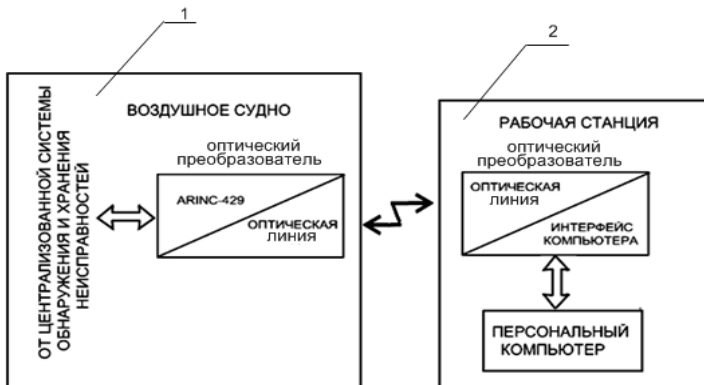 1
ВОЗДУШНОЕ СУДНО
ОТ ЦЕНТРАЛИЗОВАННОЙ СИСТЕМЫ
ОБНАРУЖЕНИЯ И ХРАНЕНИЯ
НЕИСПРАВНОСТЕЙ
оптический
преобразователь
ARINC-429
ОПТИЧЕСКАЯ
линия
2
РАБОЧАЯ СТАНЦИЯ
оптический
преобразователь
ОПТИЧЕСКАЯ
линия
ИНТЕРФЕЙС
КОМПЬЮТЕРА
ПЕРСОНАЛЬНЫЙ
КОМПЬЮТЕР